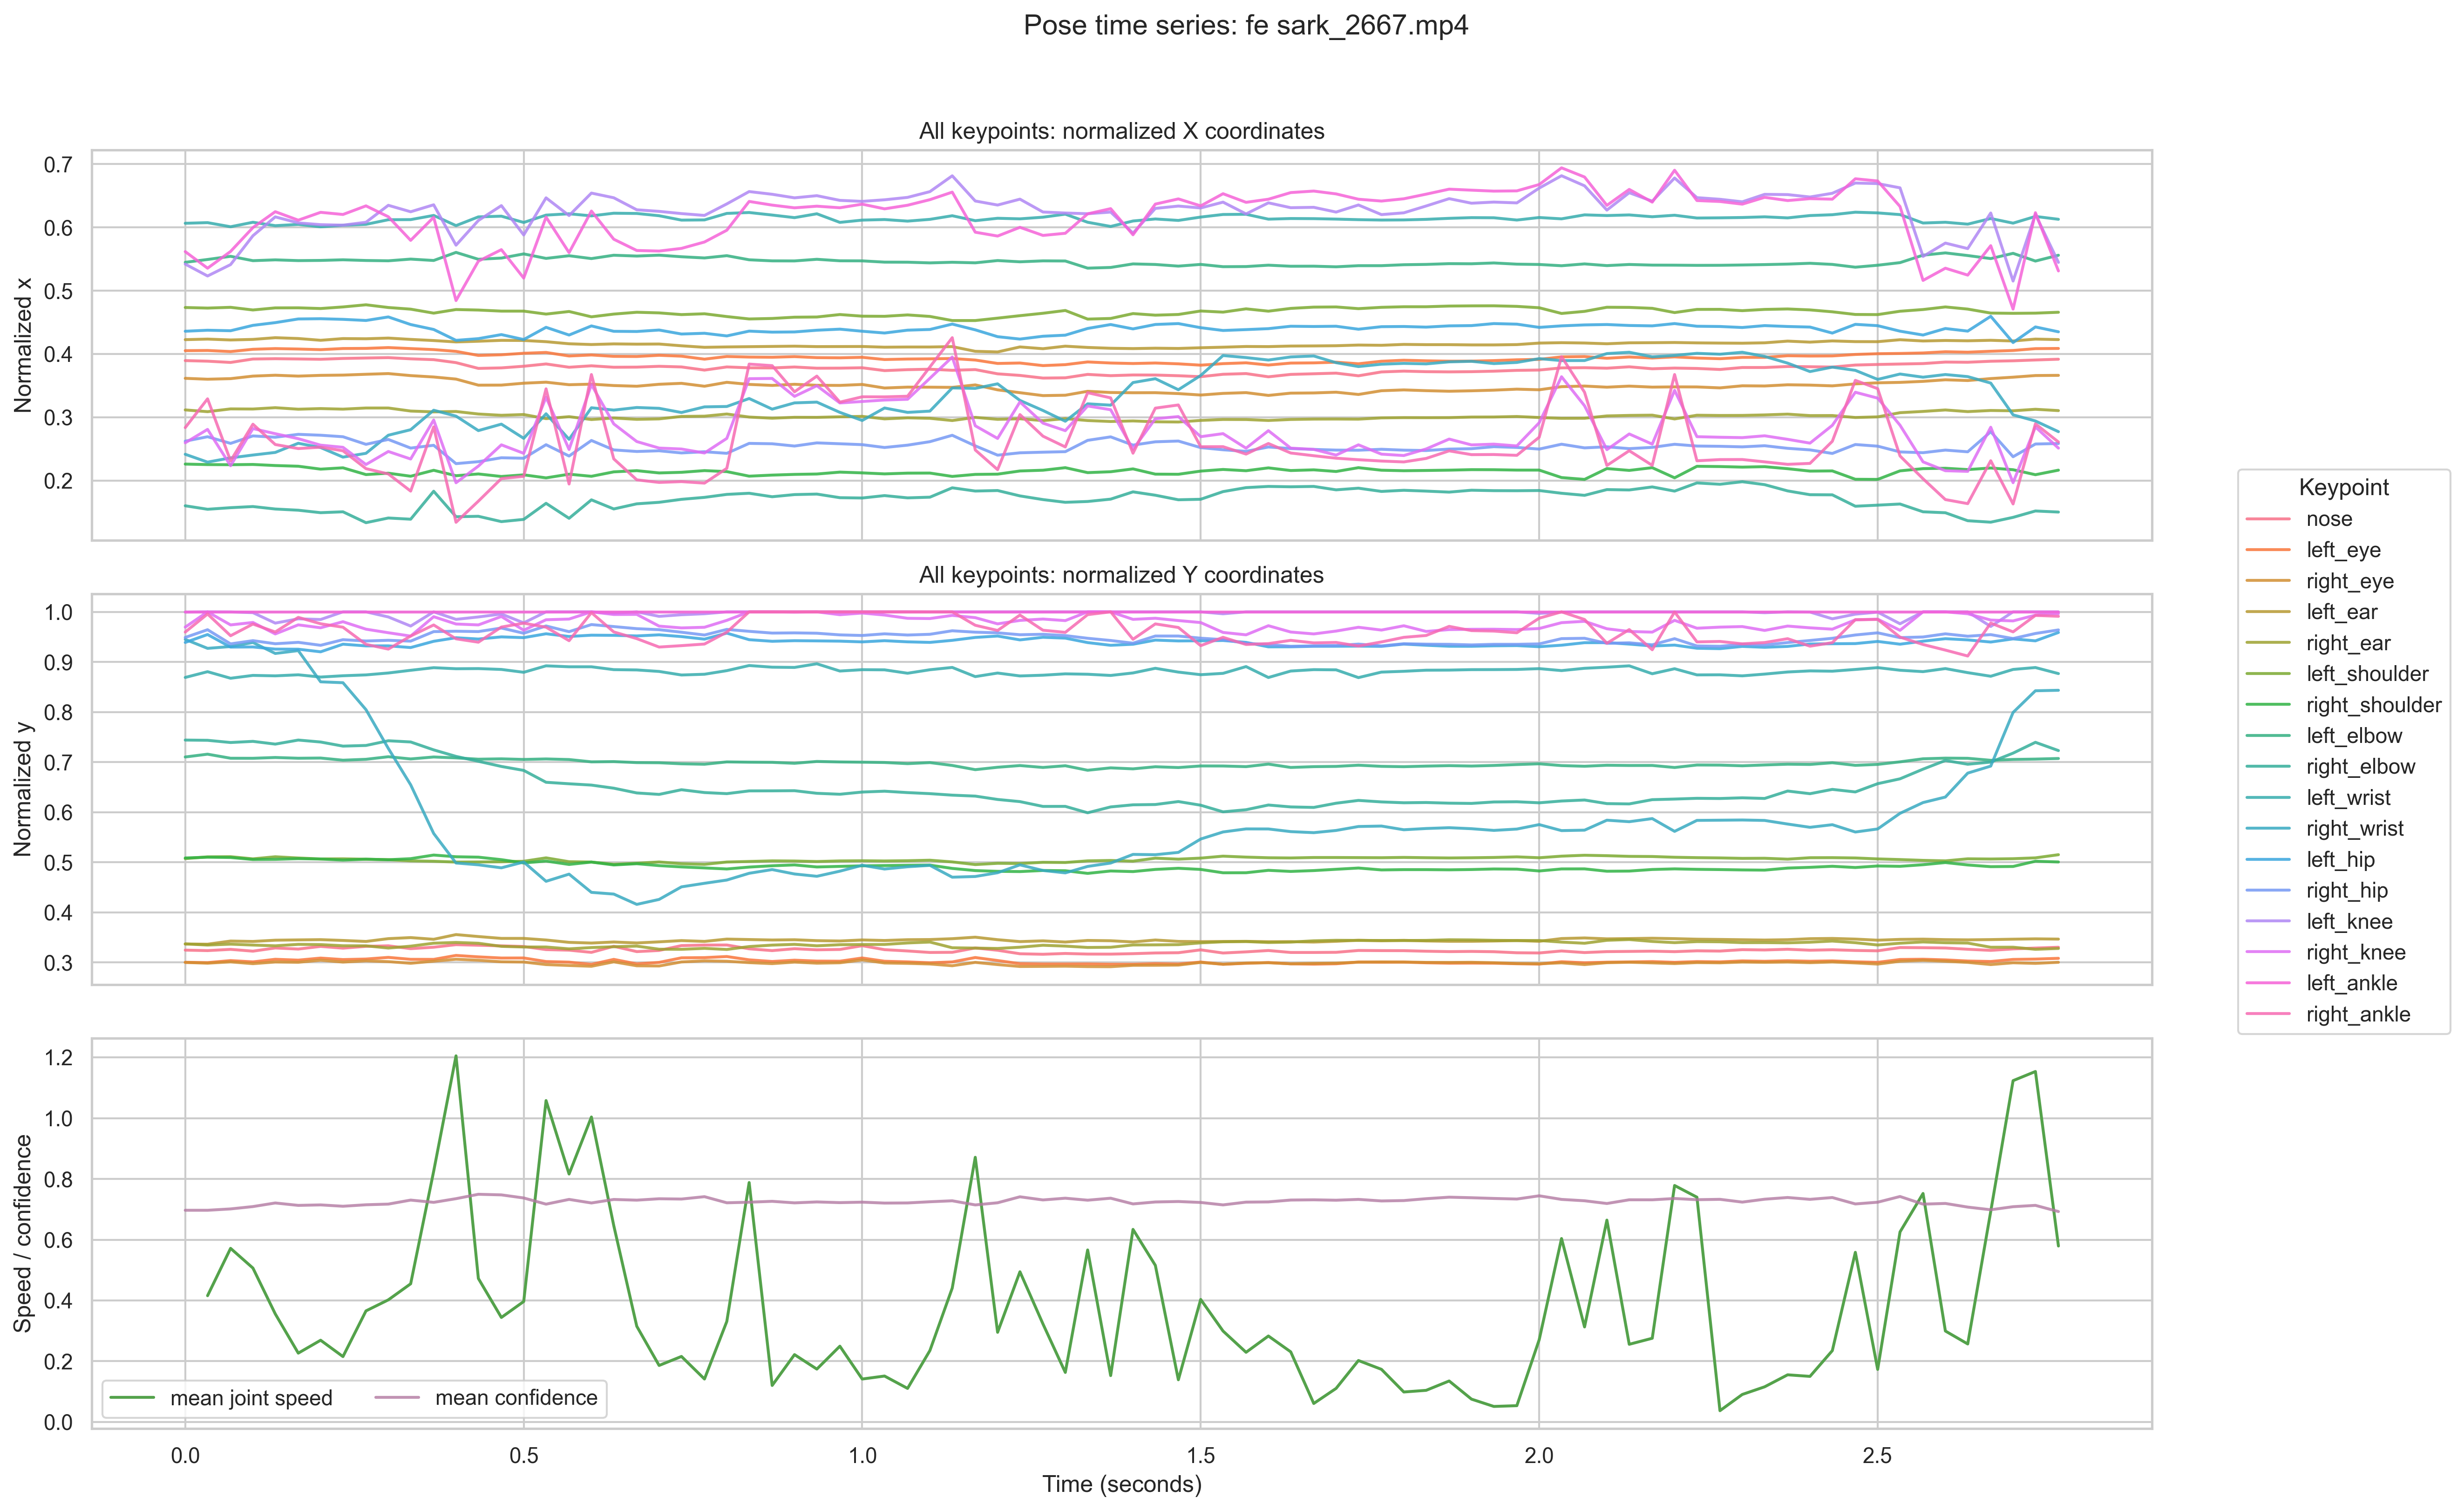 Pose time series: fe sark_2667.mp4
All keypoints: normalized X coordinates
Normalized x
0.7
0.6
0.5
0.4
0.3
0.2
All keypoints: normalized Y coordinates
Normalized y
1.0
0.9
0.8
0.7
0.6
0.5
0.4
0.3
Keypoint
nose
left_eye
right_eye
left_ear
right_ear
left_shoulder
right_shoulder
left_elbow
right_elbow
left_wrist
right_wrist
left_hip
right_hip
left_knee
right_knee
left_ankle
right_ankle
Speed / confidence
1.2
1.0
0.8
0.6
0.4
0.2
0.0
mean joint speed mean confidence
0.0 0.5 1.0 1.5 2.0 2.5
Time (seconds)